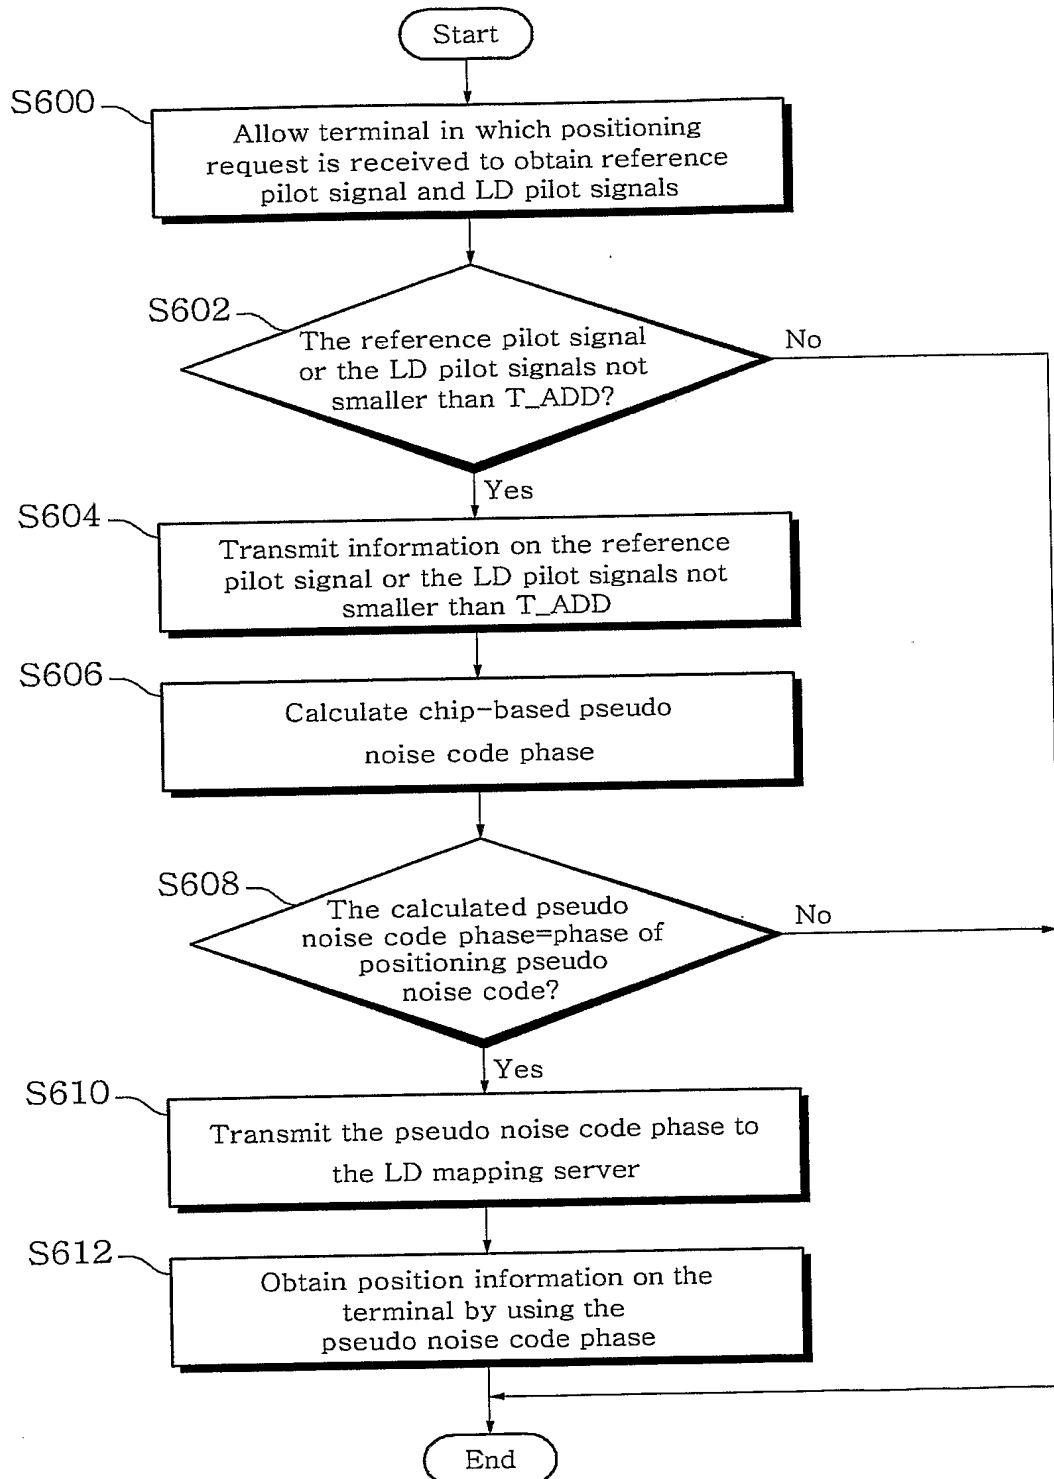 Start
S600
Allow terminal in which positioning
request is received to obtain reference
pilot signal and LD pilot signals
S602
The reference pilot signal
or the LD pilot signals not
smaller than T_ADD?
No
Yes
S604
Transmit information on the reference
pilot signal or the LD pilot signals not
smaller than T_ADD
S606
Calculate chip-based pseudo
noise code phase
S608
The calculated pseudo
noise code phase=phase of
positioning pseudo
noise code?
No
Yes
S610
Transmit the pseudo noise code phase to
the LD mapping server
S612
Obtain position information on the
terminal by using the
pseudo noise code phase
End